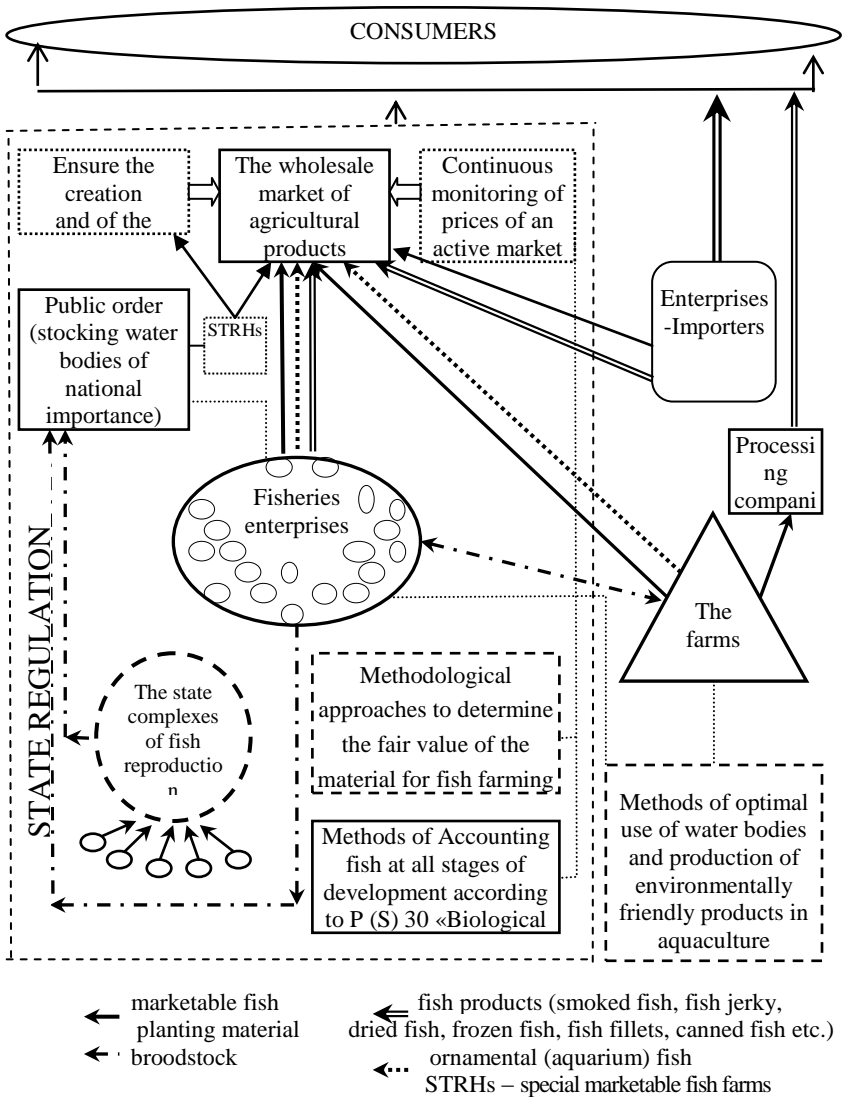 CONSUMERS
Ensure the
creation
and of the
The wholesale
market of
agricultural
products
Continuous
monitoring of
prices of an
active market
Public order
(stocking water
bodies of
national
importance)
STRHs
Enterprises
-Importers
Processi
ng
compani
Fisheries
enterprises
The
farms
STATE REGULATION
The state
complexes
of fish
reproductio
n
Methodological
approaches to determine
the fair value of the
material for fish farming
Methods of Accounting
fish at all stages of
development according
to P (S) 30 «Biological
Methods of optimal
use of water bodies
and production of
environmentally
friendly products in
aquaculture
marketable fish
planting material
broodstock
fish products (smoked fish, fish jerky,
dried fish, frozen fish, fish fillets, canned fish etc.)
ornamental (aquarium) fish
STRHs – special marketable fish farms